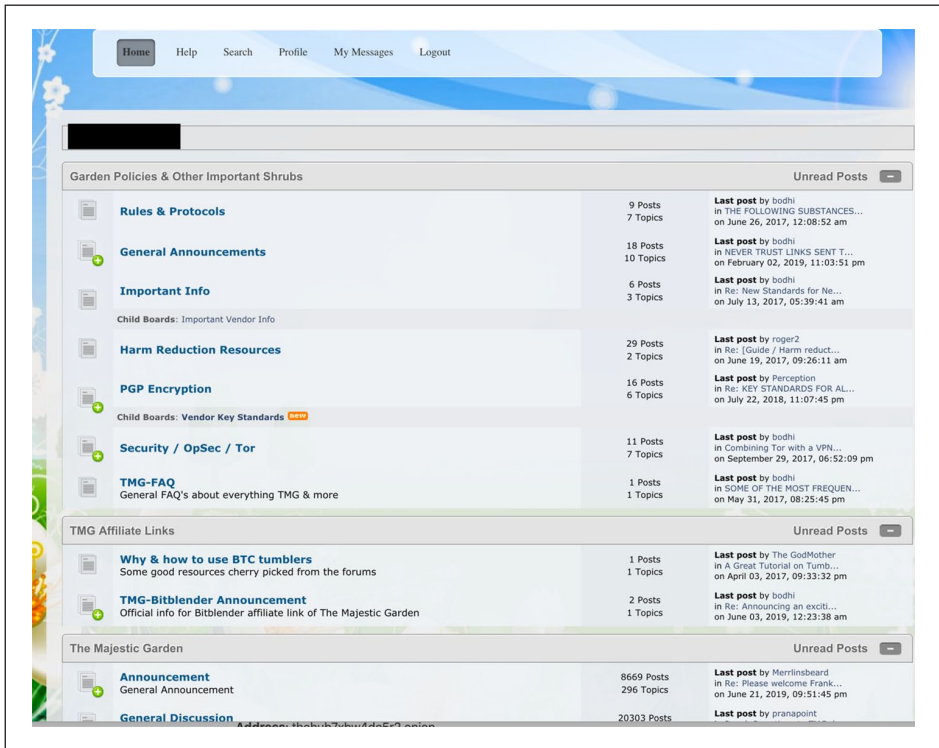 Home Help Search Profile My Messages Logout
Garden Policies & Other Important Shrubs Unread Posts
Rules & Protocols
9 Posts
7 Topics
Last post by bodhi
in THE FOLLOWING SUBSTANCES...
on June 26, 2017, 12:08:52 am
General Announcements
18 Posts
10 Topics
Last post by bodhi
in NEVER TRUST LINKS SENT T...
on February 02, 2019, 11:03:51 pm
Important Info
6 Posts
3 Topics
Last post by bodhi
in Re: New Standards for Ne...
on July 13, 2017, 05:39:41 am
Child Boards: Important Vendor Info
Harm Reduction Resources
29 Posts
2 Topics
Last post by roger2
in Re: [Guide / Harm reduct...
on June 19, 2017, 09:26:11 am
PGP Encryption
16 Posts
6 Topics
Last post by Perception
in Re: KEY STANDARDS FOR AL...
on July 22, 2018, 11:07:45 pm
Child Boards: Vendor Key Standards new
Security / OpSec / Tor
11 Posts
7 Topics
Last post by bodhi
in Combining Tor with a VPN...
on September 29, 2017, 06:52:09 pm
TMG-FAQ
General FAQ's about everything TMG & more
1 Posts
1 Topics
Last post by bodhi
in SOME OF THE MOST FREQUEN...
on May 31, 2017, 08:25:45 pm
TMG Affiliate Links Unread Posts
Why & how to use BTC tumblers
Some good resources cherry picked from the forums
1 Posts
1 Topics
Last post by The GodMother
in A Great Tutorial on Tumb...
on April 03, 2017, 09:33:32 pm
TMG-Bitblender Announcement
Official info for Bitblender affiliate link of The Majestic Garden
2 Posts
1 Topics
Last post by bodhi
in Re: Announcing an exciti...
on June 03, 2019, 12:23:38 am
The Majestic Garden Unread Posts
Announcement
General Announcement
8669 Posts
296 Topics
Last post by Merrlinsbeard
in Re: Please welcome Frank...
on June 21, 2019, 09:51:45 pm
General Discussion
20303 Posts
Last post by pranapoint